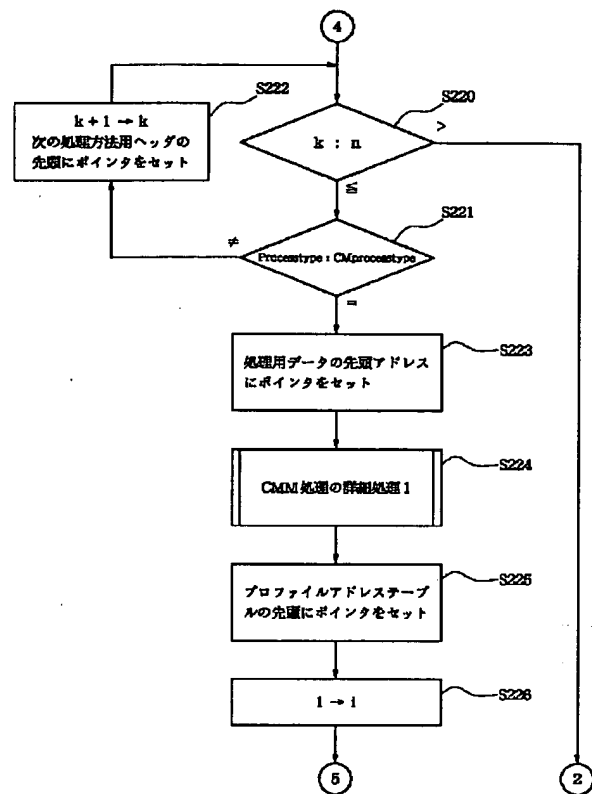 4
S222
k + 1 → k
次の処理方法用ヘッダの
先頭にポインタをセット
S220
k : n
>
≦
S221
≠
Processtype : CMprocesstype
=
S223
処理用データの先頭アドレス
にポインタをセット
S224
CMM 処理の詳細処理 1
S225
プロファイルアドレステーブ
ルの先頭にポインタをセット
S226
1 → i
5
2